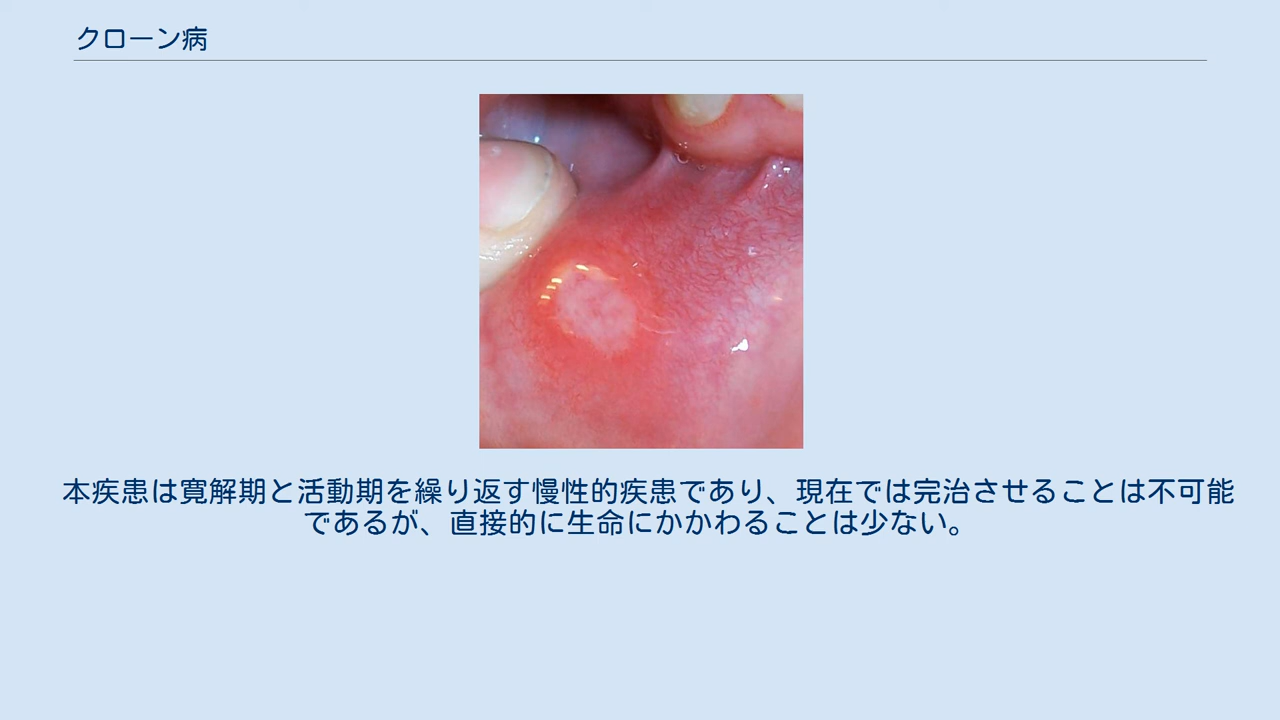 クローン病
本疾患は寛解期と活動期を繰り返す慢性的疾患であり、現在では完治させることは不可能
であるが、直接的に生命にかかわることは少ない。